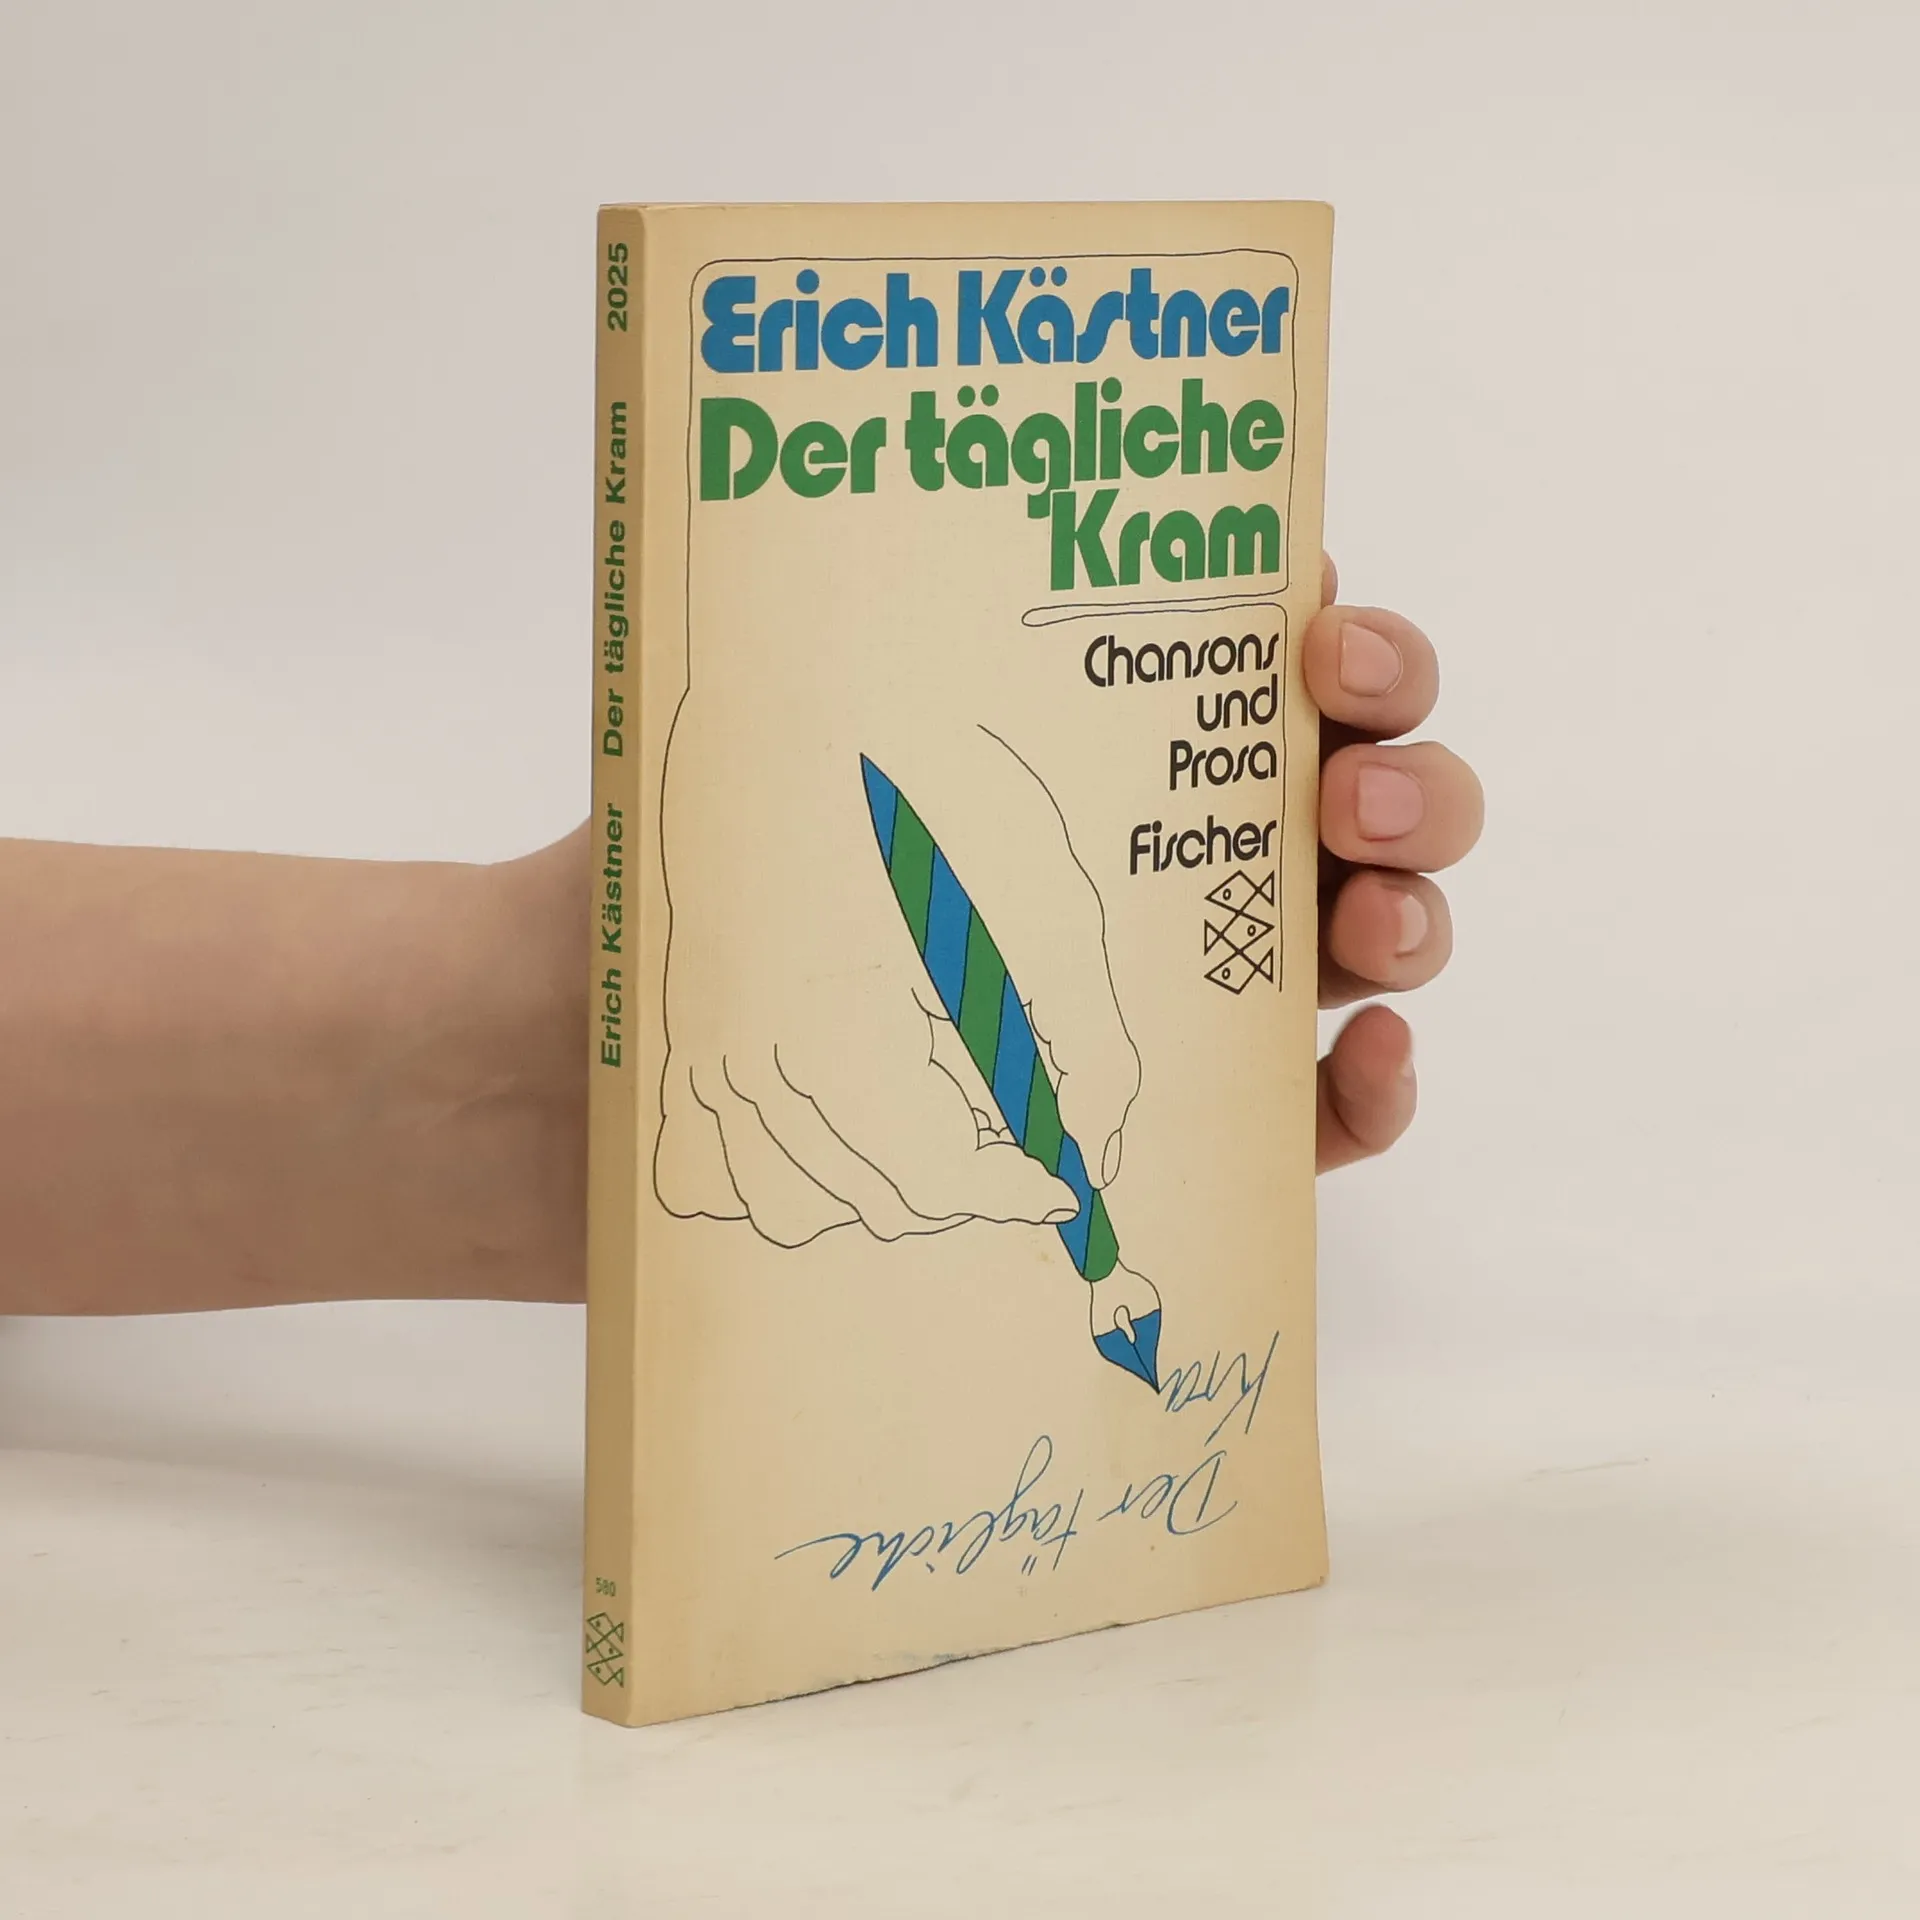 Erich Kästner
Der tägliche
Kram
Chansons
und
Prosa
Fischer
Kra
Der tägliche
Erich Kästner Der tägliche Kram 2025
580